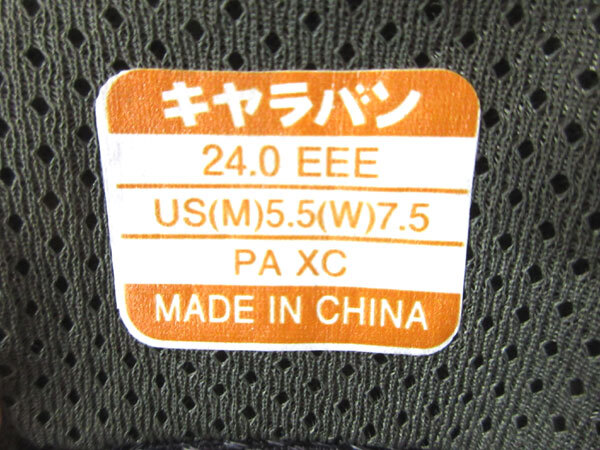 キャラバン
24.0 EEE
US(M)5.5(W)7.5
PA XC
MADE IN CHINA